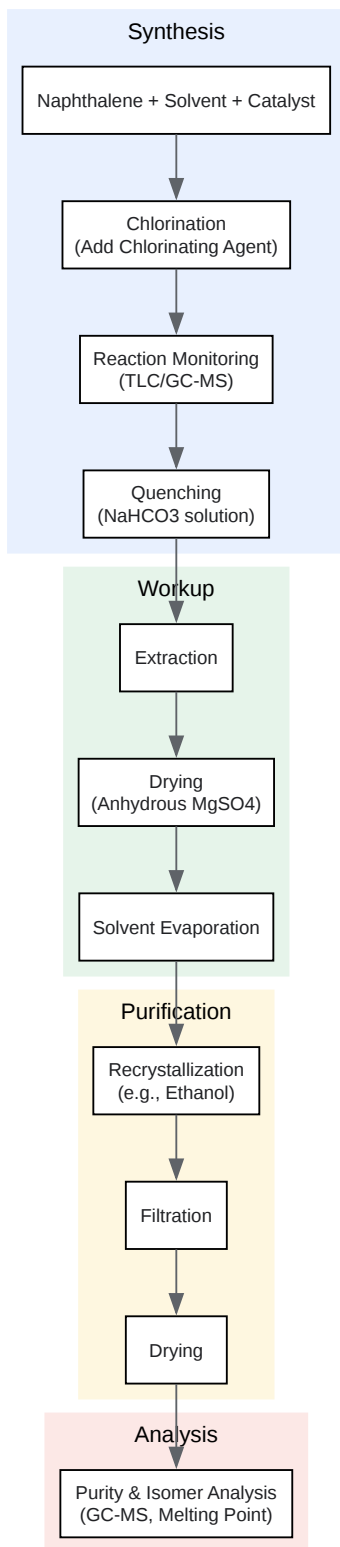 Synthesis
Naphthalene + Solvent + Catalyst
Chlorination
(Add Chlorinating Agent)
Reaction Monitoring
(TLC/GC-MS)
Quenching
(NaHCO3 solution)
Workup
Extraction
Drying
(Anhydrous MgSO4)
Solvent Evaporation
Purification
Recrystallization
(e.g., Ethanol)
Filtration
Drying
Analysis
Purity & Isomer Analysis
(GC-MS, Melting Point)